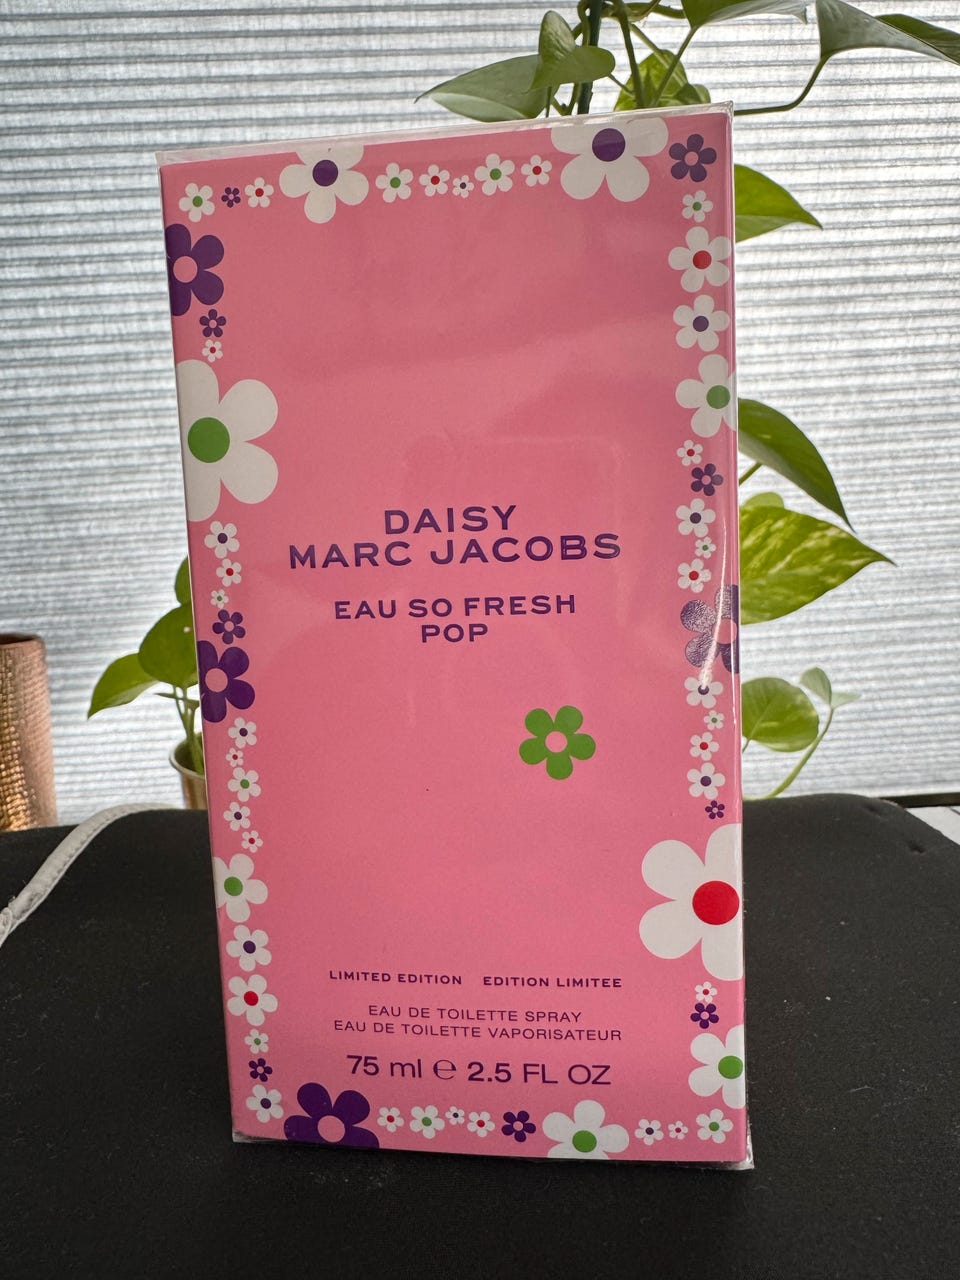 DAISY
MARC JACOBS
EAU SO FRESH
POP
LIMITED EDITION EDITION LIMITEE
EAU DE TOILETTE SPRAY
EAU DE TOILETTE VAPORISATEUR
75 ml ℮ 2.5 FL OZ